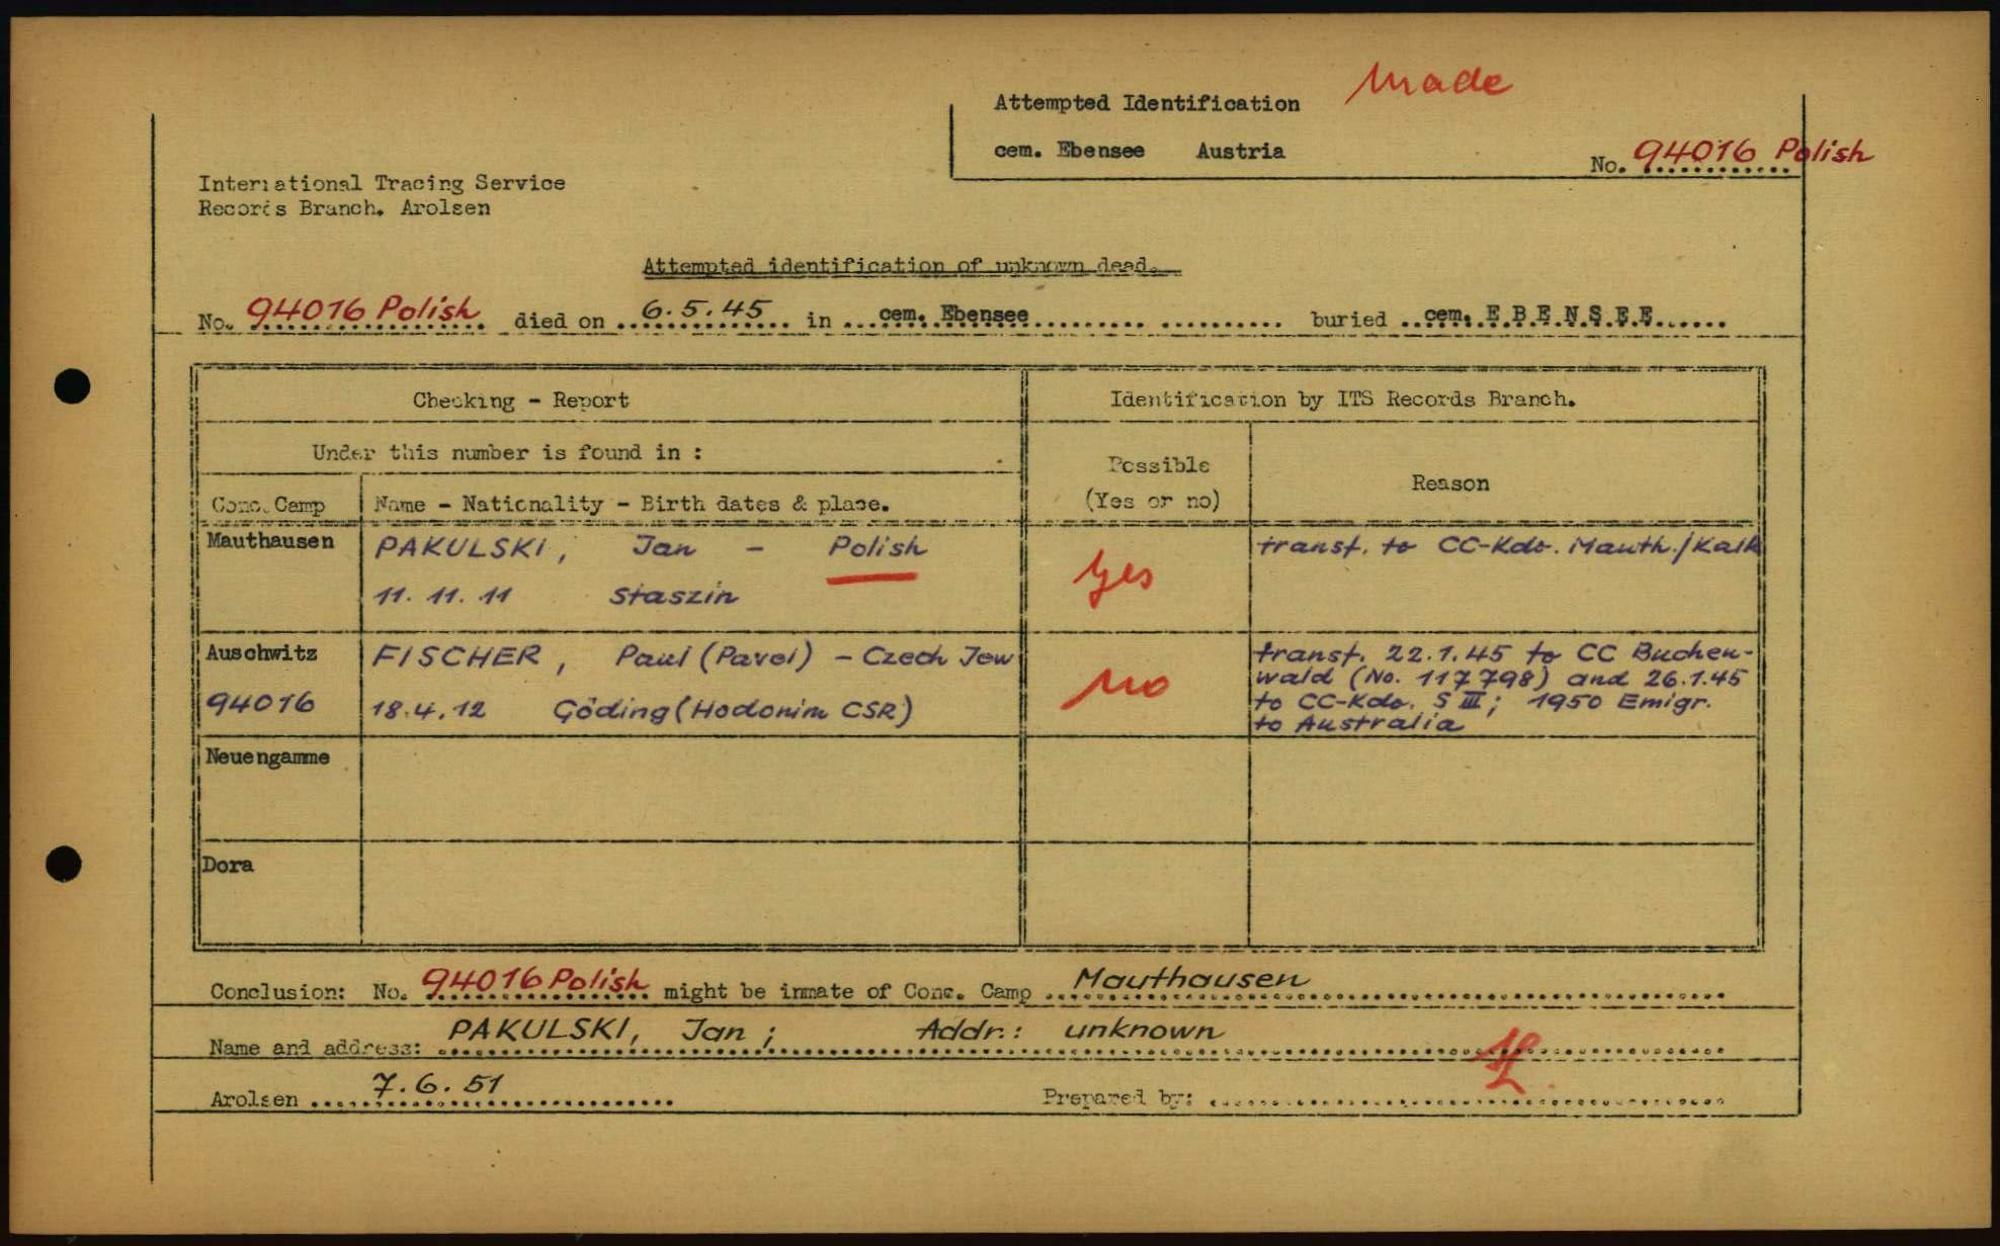 Attempted Identification Made
cem. Ebensee Austria
No. 94016 Polish
International Tracing Service
Records Branch. Arolsen
Attempted identification of unknown dead.
No. 94016 Polish died on 6.5.45 in cem. Ebensee buried cem. EBENSEE
Checking - Report Identification by ITS Records Branch.
Under this number is found in :
Possible
(Yes or no)
Reason
Conc. Camp Name - Nationality - Birth dates & place.
Mauthausen PAKULSKI, Jan - Polish Yes transf. to CC-Kdo. Mauth./Kalk
11.11.11 Staszin
Auschwitz FISCHER, Paul (Pavel) - Czech Jew No transf. 22.1.45 to CC Buchen-
wald (No. 117798) and 26.1.45
94016 18.4.12 Göding (Hodonim CSR) to CC-Kdo. S III; 1950 Emigr.
to Australia
Neuengamme
Dora
Conclusion: No. 94016 Polish might be inmate of Conc. Camp Mauthausen
Name and address: PAKULSKI, Jan; Addr.: unknown
Arolsen 7.6.51 Prepared by: